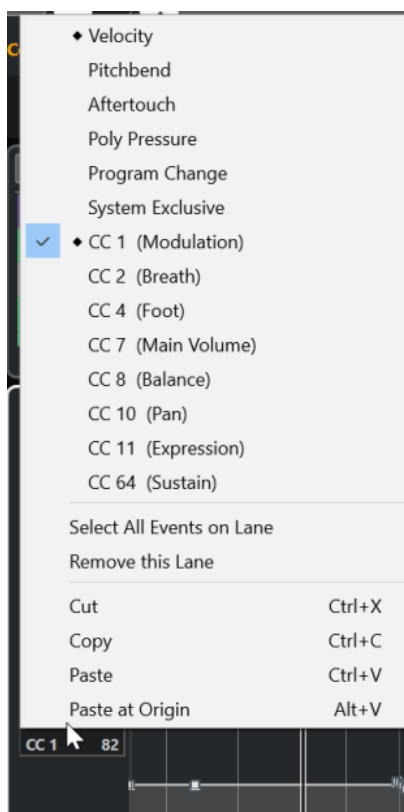 C
Velocity
Pitchbend
Aftertouch
Poly Pressure
Program Change
System Exclusive
CC 1 (Modulation)
CC 2 (Breath)
CC 4 (Foot)
CC 7 (Main Volume)
CC 8 (Balance)
CC 10 (Pan)
CC 11 (Expression)
CC 64 (Sustain)
Select All Events on Lane
Remove this Lane
Cut Ctrl+X
Copy Ctrl+C
Paste Ctrl+V
Paste at Origin Alt+V
CC 1 82